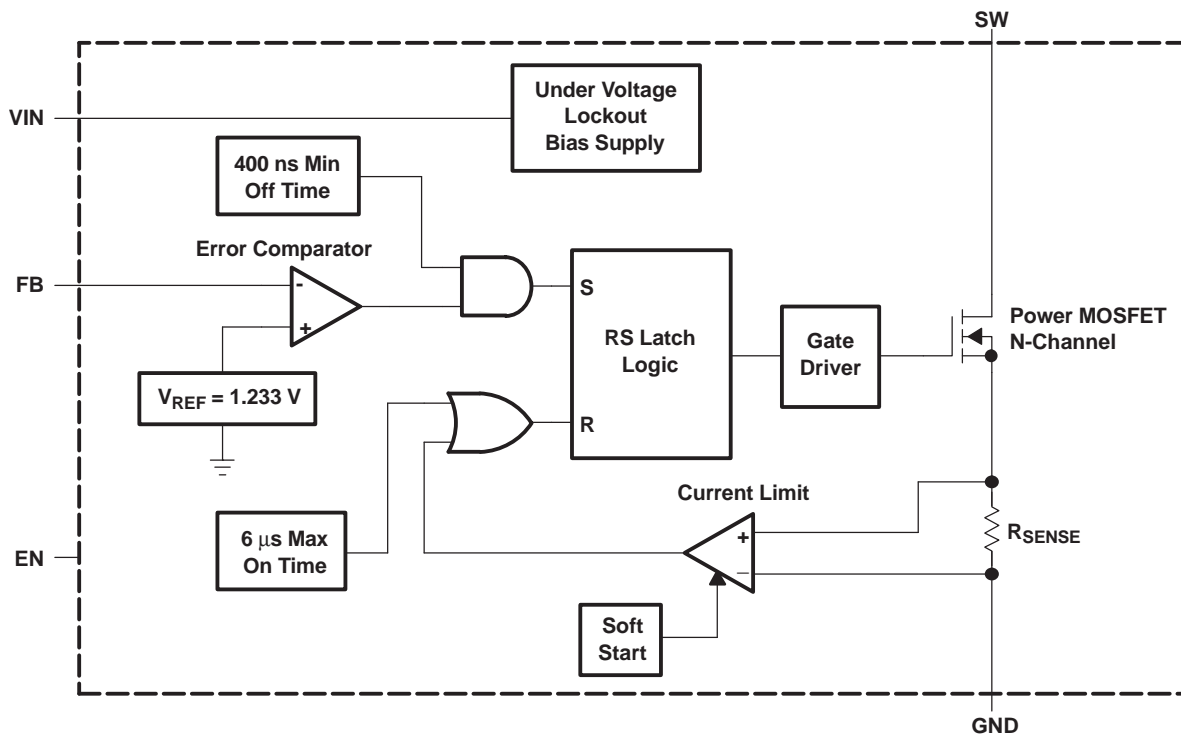 SW
VIN
Under Voltage
Lockout
Bias Supply
400 ns Min
Off Time
Error Comparator
FB
-
+
S
RS Latch
Logic
Gate
Driver
Power MOSFET
N-Channel
VREF = 1.233 V
R
Current Limit
EN
6 μs Max
On Time
+
–
RSENSE
Soft
Start
GND